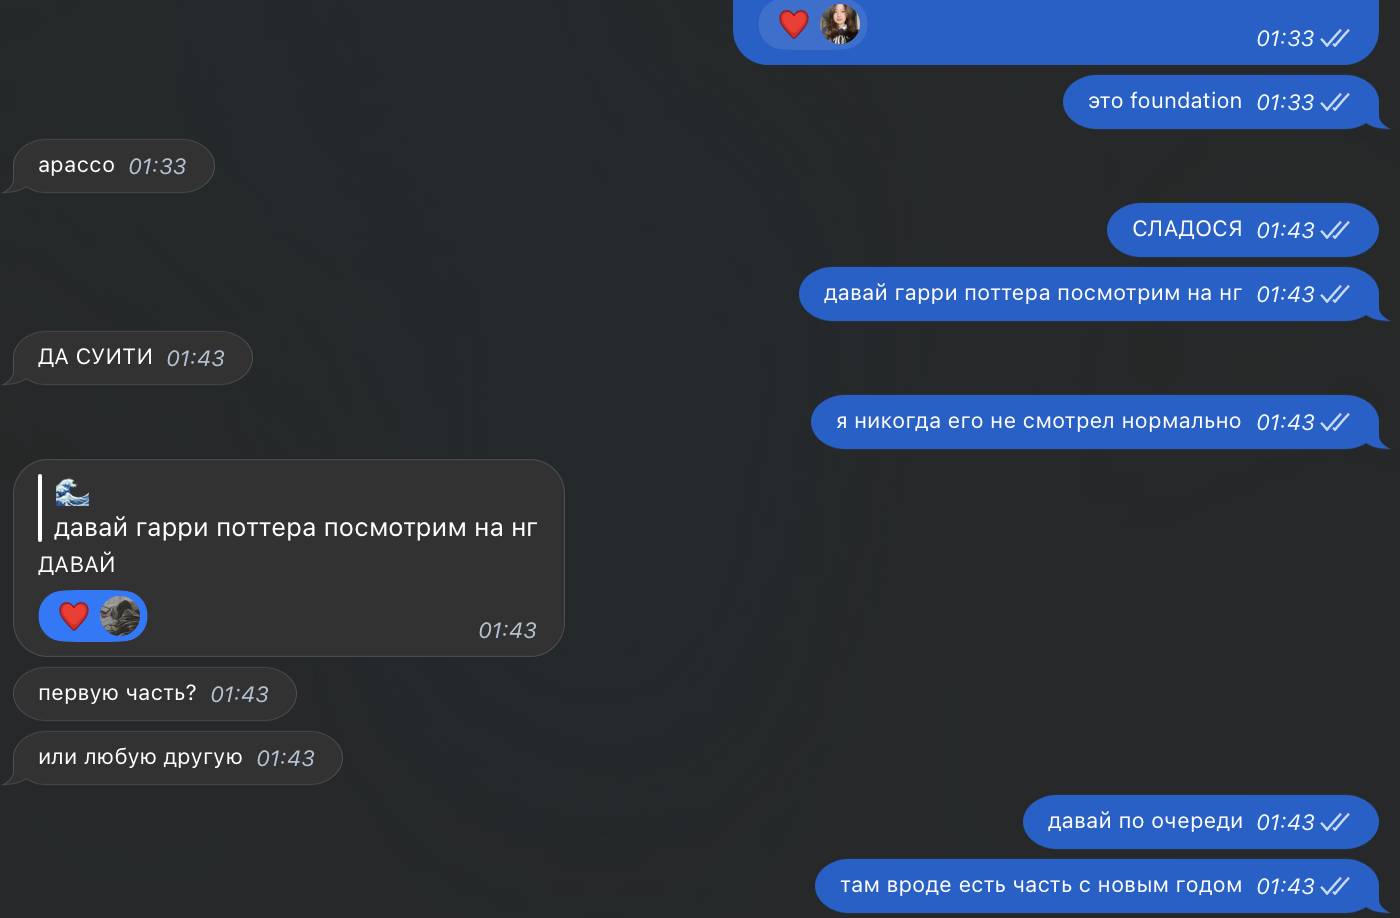 01:33
это foundation 01:33
арассо 01:33
СЛАДОСЯ 01:43
давай гарри поттера посмотрим на нг 01:43
ДА СУИТИ 01:43
я никогда его не смотрел нормально 01:43
давай гарри поттера посмотрим на нг
ДАВАЙ
01:43
первую часть? 01:43
или любую другую 01:43
давай по очереди 01:43
там вроде есть часть с новым годом 01:43